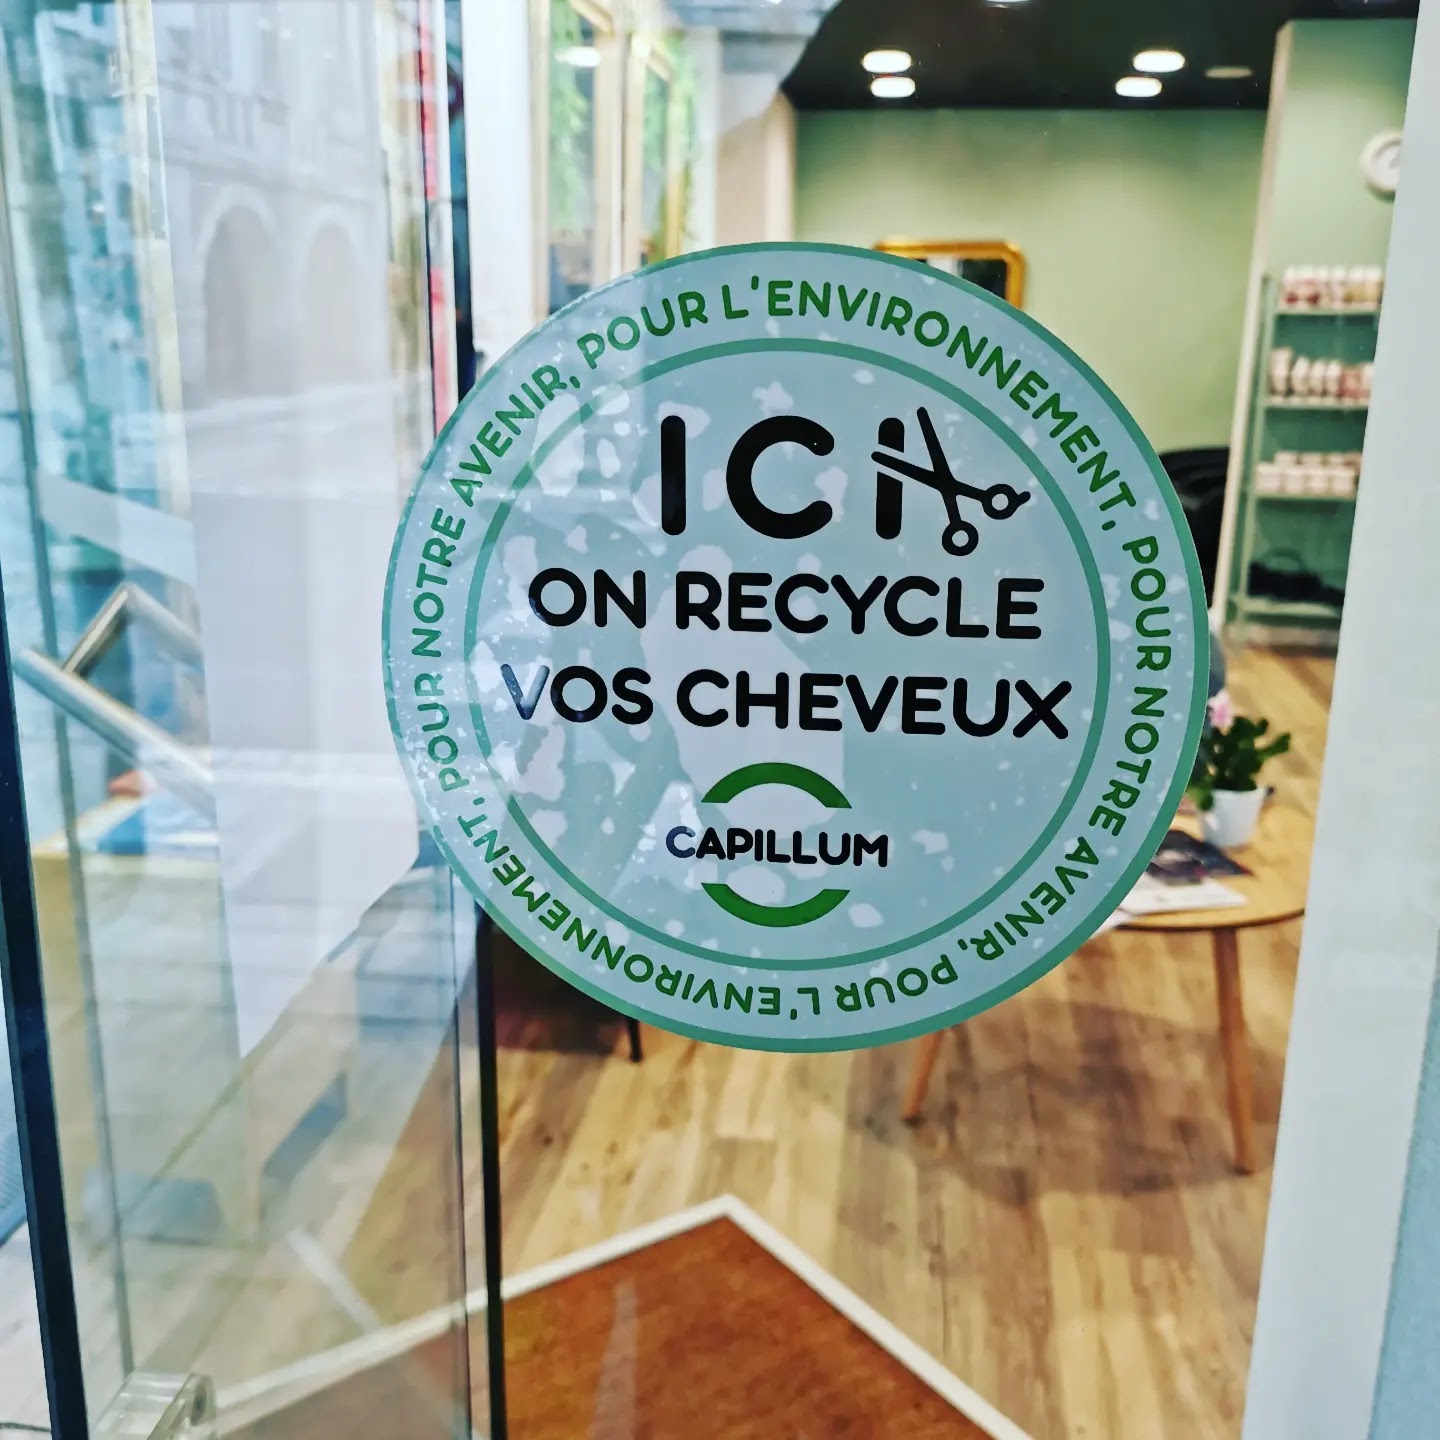 ICI
ON RECYCLE
VOS CHEVEUX
CAPILLUM
POUR NOTRE AVENIR, POUR L'ENVIRONNEMENT, POUR NOTRE AVENIR, POUR L'ENVIRONNEMENT,